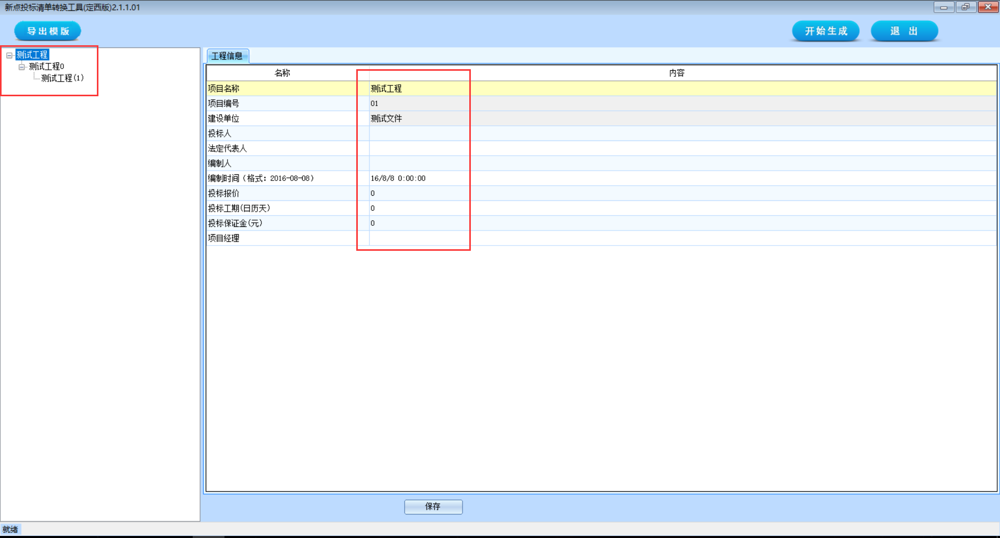 新点投标清单转换工具(定西版)2.1.1.01
导出模版
开始生成
退 出
测试工程
测试工程0
测试工程(1)
工程信息
名称 内容
项目名称 测试工程
项目编号 01
建设单位 测试文件
投标人
法定代表人
编制人
编制时间（格式：2016-08-08） 16/8/8 0:00:00
投标报价 0
投标工期(日历天) 0
投标保证金(元) 0
项目经理
保存
就绪